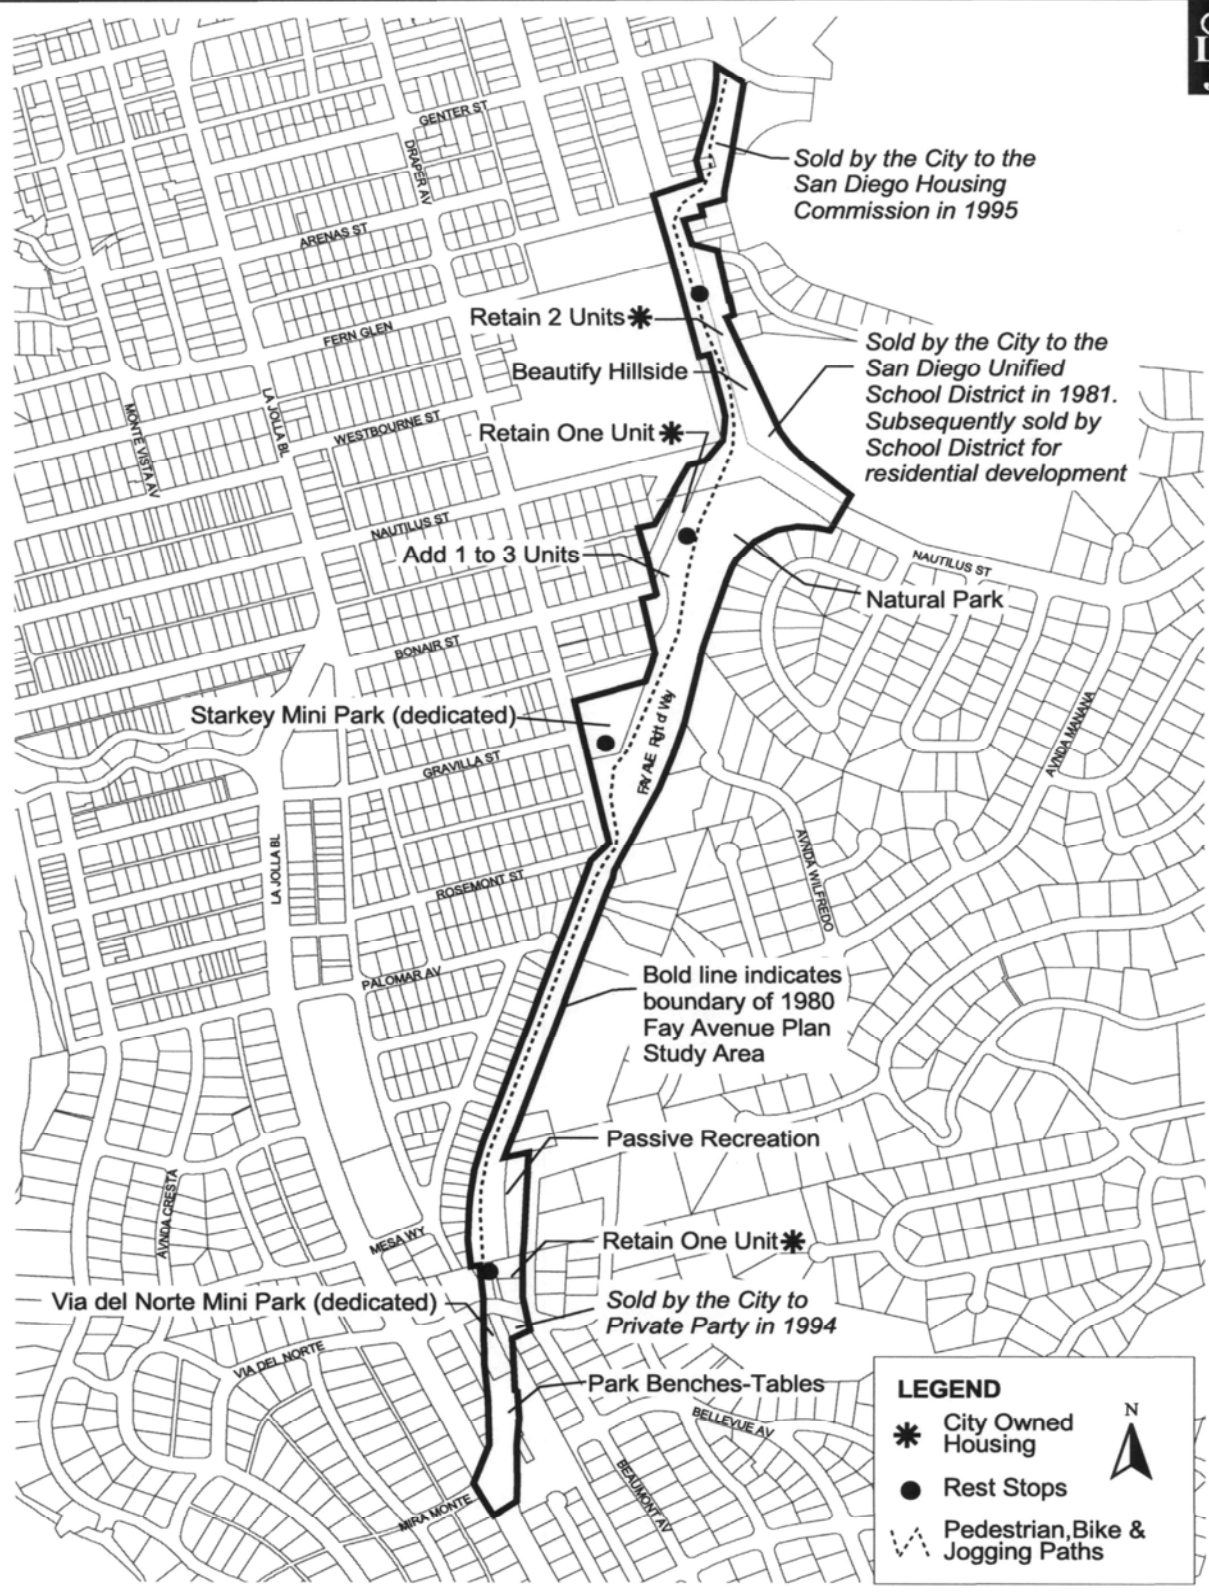 GENTER ST
DRAPER AV
Sold by the City to the
San Diego Housing
Commission in 1995
ARENAS ST
Retain 2 Units
FERN GLEN
Sold by the City to the
San Diego Unified
School District in 1981.
Subsequently sold by
School District for
residential development
Beautify Hillside
LA JOLLA BL
MONTE VISTA AV
WESTBOURNE ST
Retain One Unit
NAUTILUS ST
Add 1 to 3 Units
NAUTILUS ST
Natural Park
BONAIR ST
Starkey Mini Park (dedicated)
FAY AVE Right of Way
AVNDA MANANA
GRAVILLA ST
LA JOLLA BL
AVNDA WILFREDO
ROSEMONT ST
PALOMAR AV
Bold line indicates
boundary of 1980
Fay Avenue Plan
Study Area
Passive Recreation
AVNDA CRESTA
MESA WY
Retain One Unit
Via del Norte Mini Park (dedicated)
Sold by the City to
Private Party in 1994
VIA DEL NORTE
Park Benches-Tables
BELLEVUE AV
BEAUMONT AV
MIRA MONTE
LEGEND
City Owned
Housing
N
Rest Stops
Pedestrian,Bike &
Jogging Paths